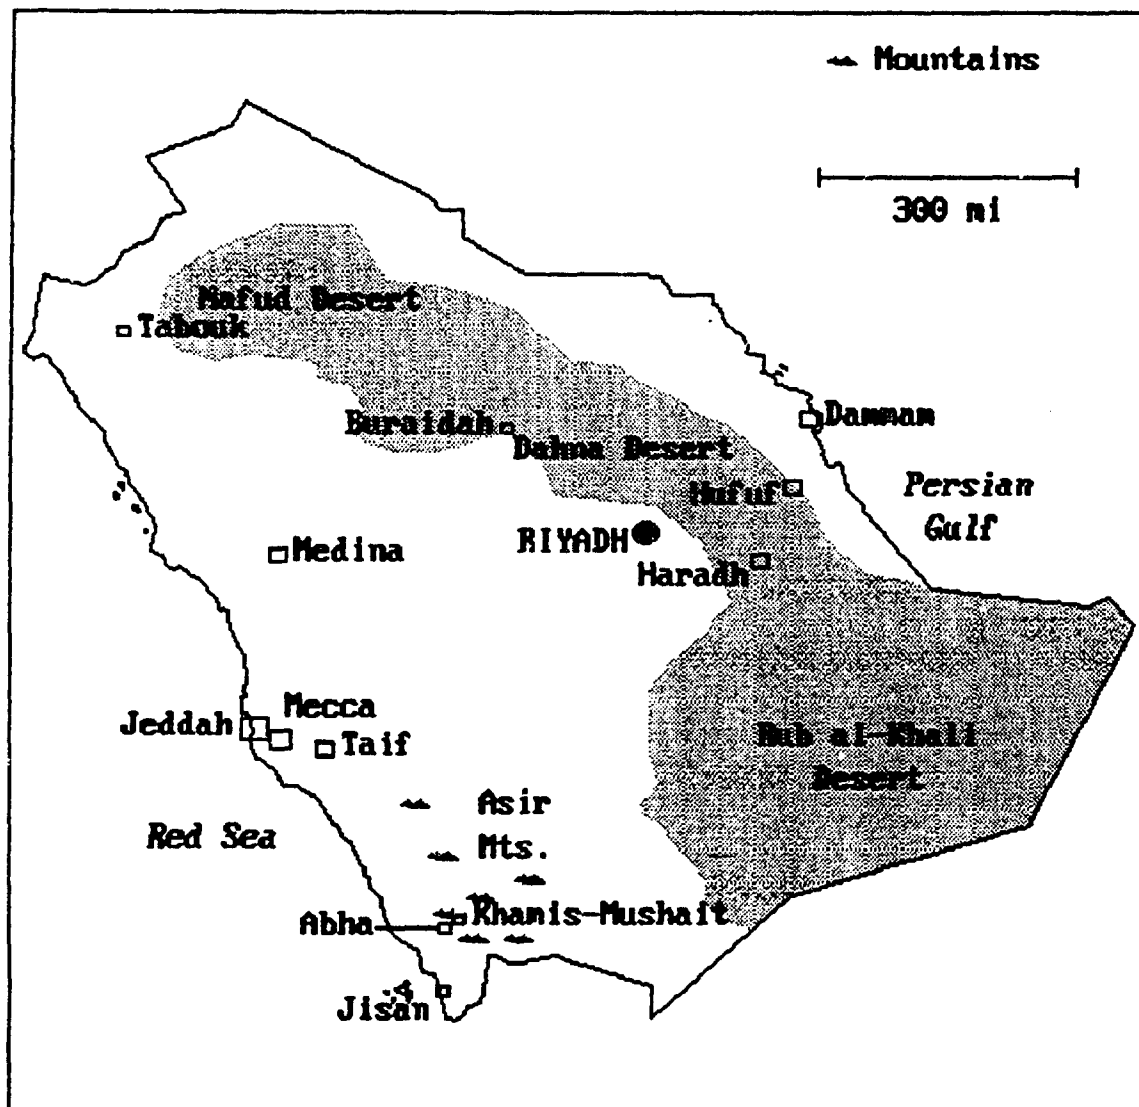 Mountains
300 mi
Nafud Desert
Tabouk
Buraidah
Dahna Desert
Dammam
Hufuf
Persian
Gulf
RIYADH
Medina
Haradh
Mecca
Jeddah
Taif
Rub al-Khali
Desert
Asir
Mts.
Red Sea
Khamis-Mushait
Abha
Jisan